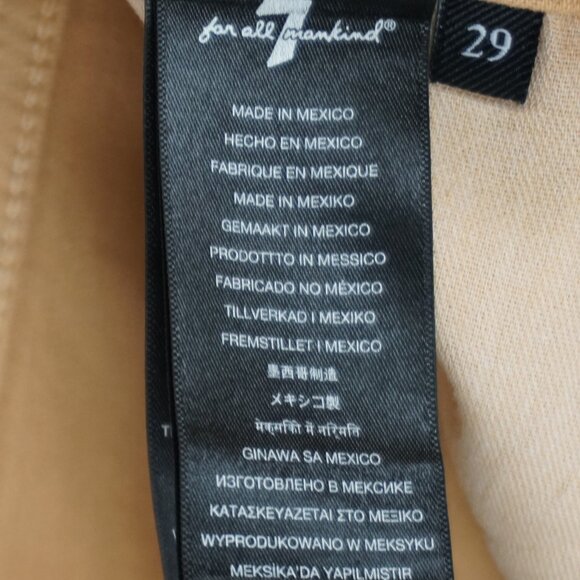 7
for all mankind®
29
MADE IN MEXICO
HECHO EN MEXICO
FABRIQUE EN MEXIQUE
MADE IN MEXIKO
GEMAAKT IN MEXICO
PRODOTTTO IN MESSICO
FABRICADO NO MÉXICO
TILLVERKAD I MEXIKO
FREMSTILLET I MEXICO
墨西哥制造
メキシコ製
मेक्सिको में निर्मित
GINAWA SA MEXICO
ИЗГОТОВЛЕНО В МЕКСИКЕ
ΚΑΤΑΣΚΕΥΑΖΕΤΑΙ ΣΤΟ ΜΕΞΙΚΟ
WYPRODUKOWANO W MEKSYKU
MEKSİKA'DA YAPILMISTIR